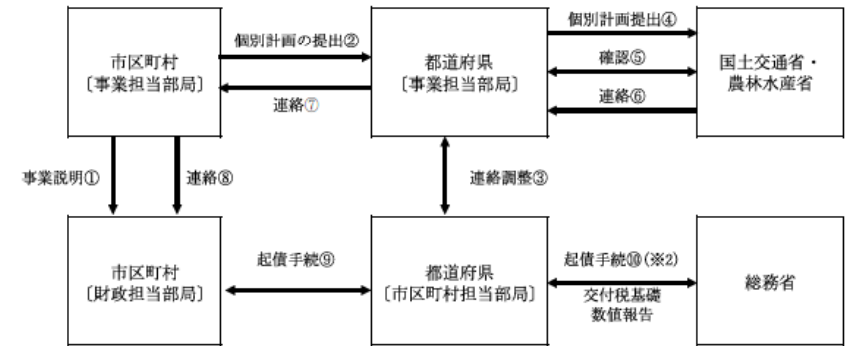 市区町村
〔事業担当部局〕
個別計画の提出②
連絡⑦
都道府県
〔事業担当部局〕
個別計画提出④
確認⑤
連絡⑥
国土交通省・
農林水産省
事業説明①
連絡⑧
連絡調整③
市区町村
〔財政担当部局〕
起債手続⑨
都道府県
〔市区町村担当部局〕
起債手続⑩(※2)
交付税基礎
数値報告
総務省